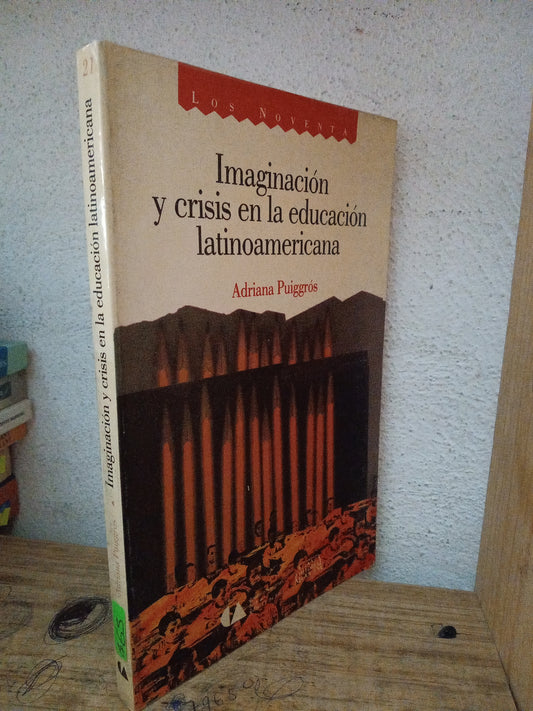 LOS NOVENTA
Imaginación
y crisis en la educación
latinoamericana
Adriana Puiggrós
21
Imaginación y crisis en la educación latinoamericana
Adriana Puiggrós